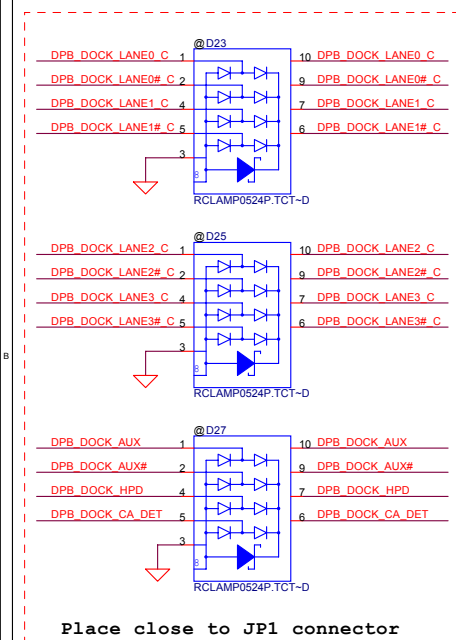 @D23
DPB_DOCK_LANE0_C 1 10 DPB_DOCK_LANE0_C
DPB_DOCK_LANE0#_C 2 9 DPB_DOCK_LANE0#_C
DPB_DOCK_LANE1_C 4 7 DPB_DOCK_LANE1_C
DPB_DOCK_LANE1#_C 5 6 DPB_DOCK_LANE1#_C
3
8
RCLAMP0524P.TCT~D
@D25
DPB_DOCK_LANE2_C 1 10 DPB_DOCK_LANE2_C
DPB_DOCK_LANE2#_C 2 9 DPB_DOCK_LANE2#_C
DPB_DOCK_LANE3_C 4 7 DPB_DOCK_LANE3_C
DPB_DOCK_LANE3#_C 5 6 DPB_DOCK_LANE3#_C
3
B
8
RCLAMP0524P.TCT~D
@D27
DPB_DOCK_AUX 1 10 DPB_DOCK_AUX
DPB_DOCK_AUX# 2 9 DPB_DOCK_AUX#
DPB_DOCK_HPD 4 7 DPB_DOCK_HPD
DPB_DOCK_CA_DET 5 6 DPB_DOCK_CA_DET
3
8
RCLAMP0524P.TCT~D
Place close to JP1 connector